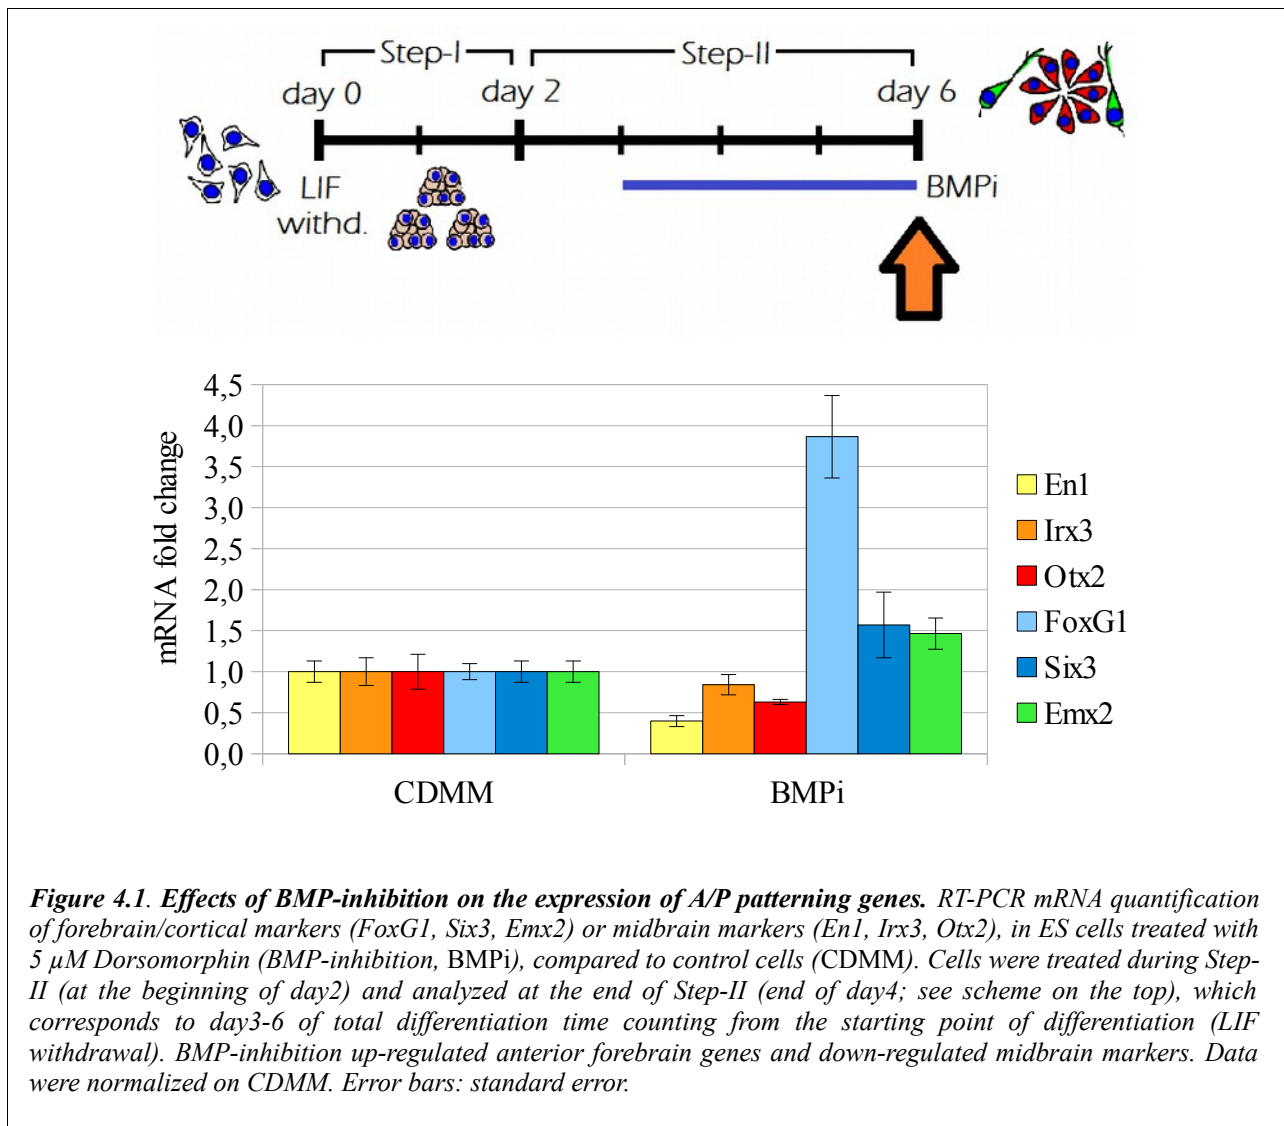 Step-I Step-II
day 0 day 2 day 6
LIF
withd.
BMPi
4,5
4,0
3,5
3,0
2,5
2,0
1,5
1,0
0,5
0,0
mRNA fold change
CDMM BMPi
En1
Irx3
Otx2
FoxG1
Six3
Emx2
Figure 4.1. Effects of BMP-inhibition on the expression of A/P patterning genes. RT-PCR mRNA quantification
of forebrain/cortical markers (FoxG1, Six3, Emx2) or midbrain markers (En1, Irx3, Otx2), in ES cells treated with
5 µM Dorsomorphin (BMP-inhibition, BMPi), compared to control cells (CDMM). Cells were treated during Step-
II (at the beginning of day2) and analyzed at the end of Step-II (end of day4; see scheme on the top), which
corresponds to day3-6 of total differentiation time counting from the starting point of differentiation (LIF
withdrawal). BMP-inhibition up-regulated anterior forebrain genes and down-regulated midbrain markers. Data
were normalized on CDMM. Error bars: standard error.